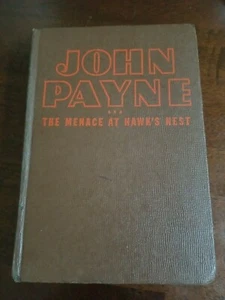 JOHN
PAYNE
THE MENACE AT HAWK'S NEST